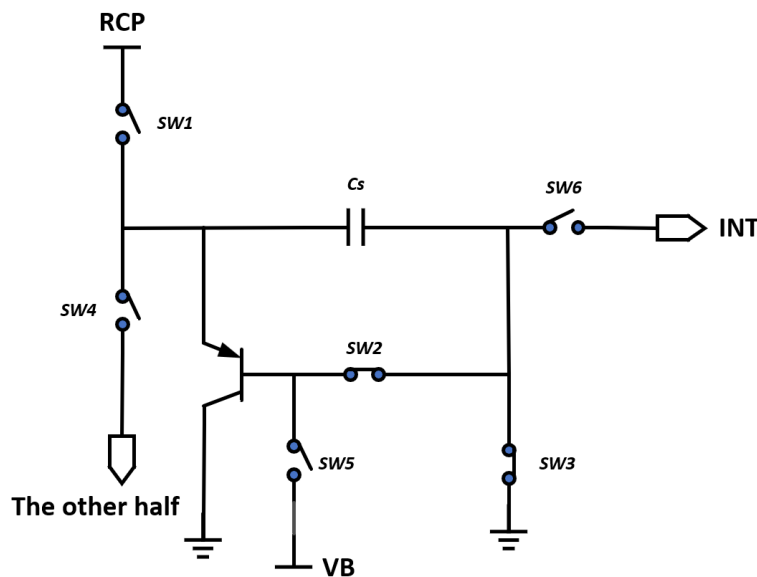 RCP
SW1
Cs
SW6
INT
SW4
SW2
SW5
SW3
The other half
VB